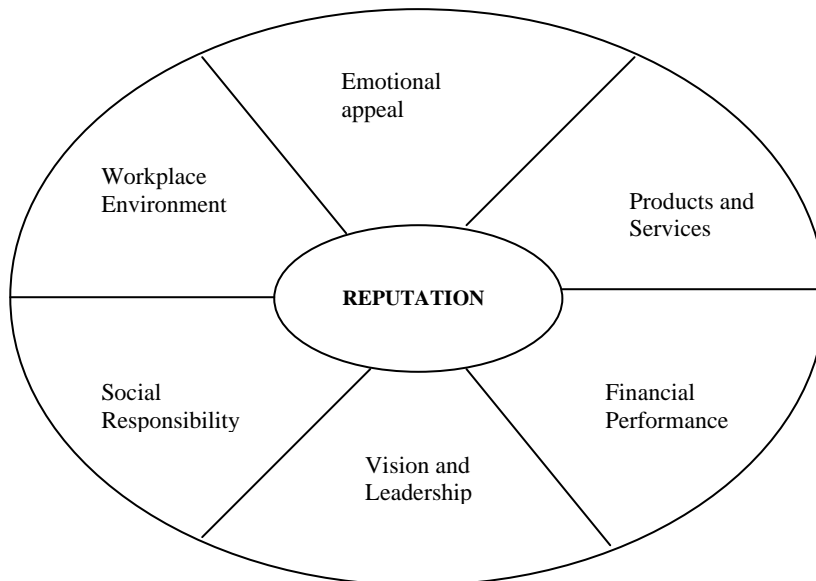 Emotional
appeal
Workplace
Environment
Products and
Services
REPUTATION
Social
Responsibility
Financial
Performance
Vision and
Leadership